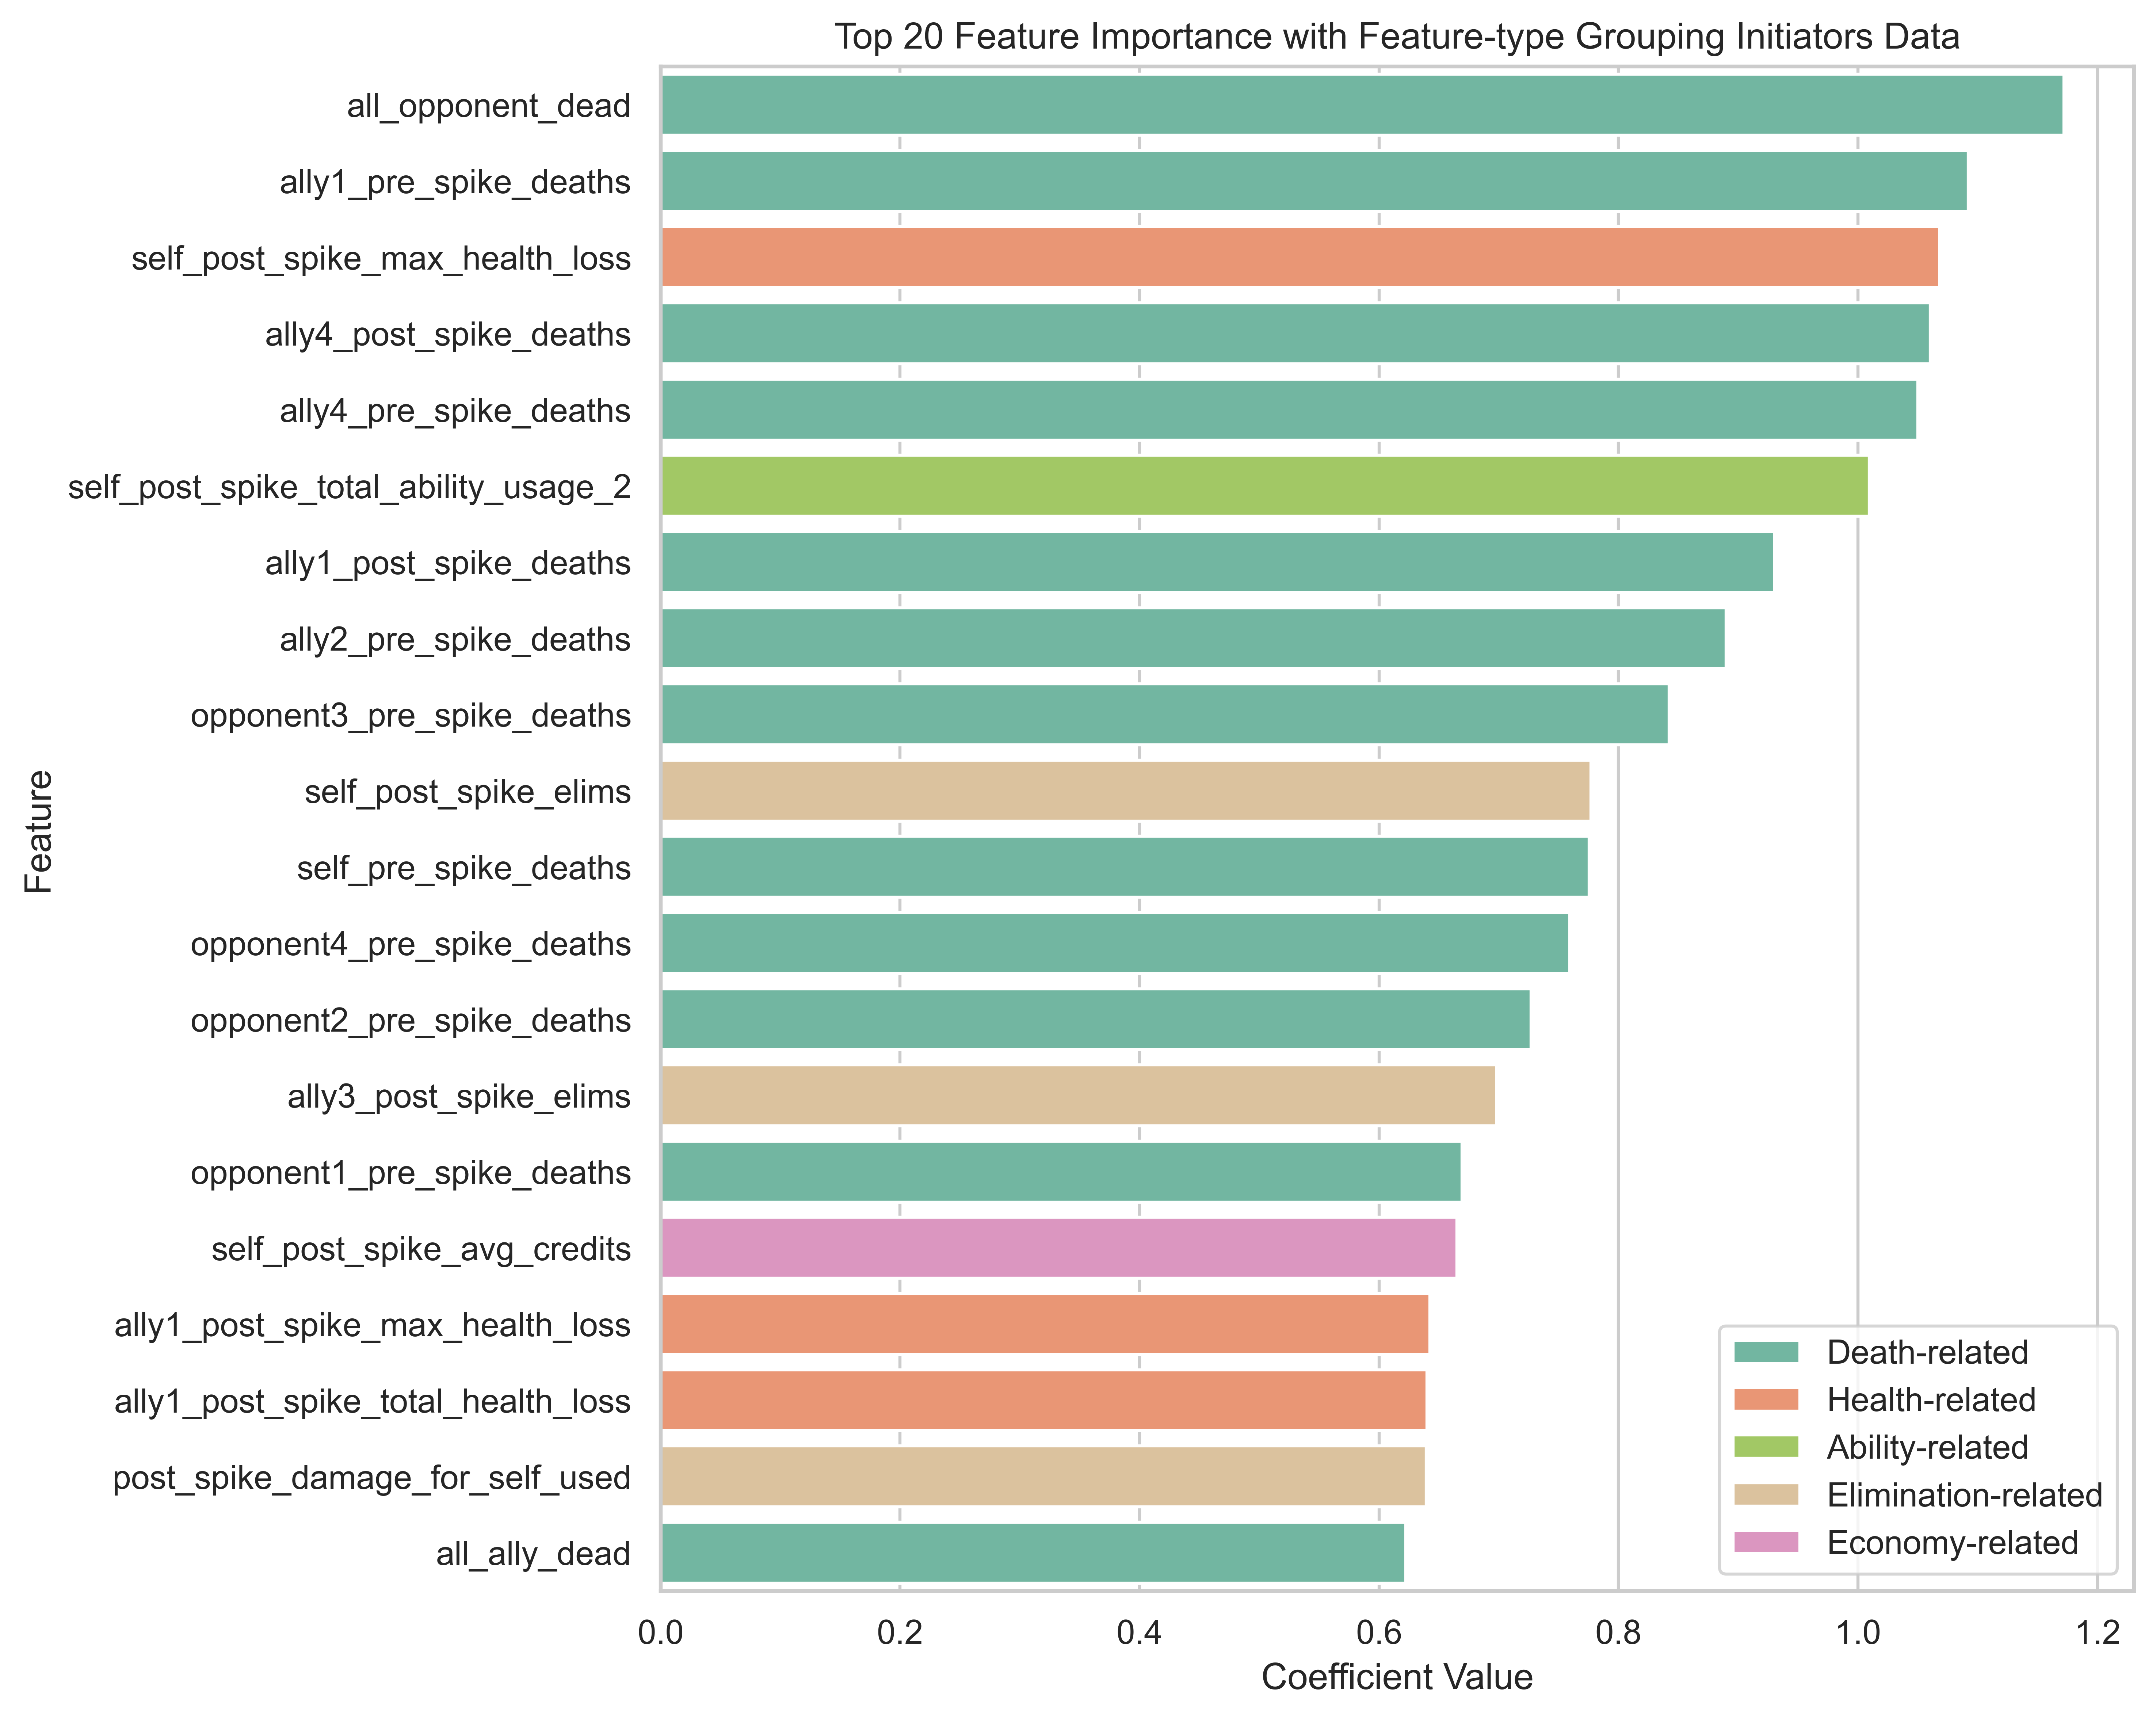 Top 20 Feature Importance with Feature-type Grouping Initiators Data
all_opponent_dead
ally1_pre_spike_deaths
self_post_spike_max_health_loss
ally4_post_spike_deaths
ally4_pre_spike_deaths
self_post_spike_total_ability_usage_2
ally1_post_spike_deaths
ally2_pre_spike_deaths
opponent3_pre_spike_deaths
self_post_spike_elims
self_pre_spike_deaths
opponent4_pre_spike_deaths
opponent2_pre_spike_deaths
ally3_post_spike_elims
opponent1_pre_spike_deaths
self_post_spike_avg_credits
ally1_post_spike_max_health_loss
ally1_post_spike_total_health_loss
post_spike_damage_for_self_used
all_ally_dead
Feature
Death-related
Health-related
Ability-related
Elimination-related
Economy-related
0.0 0.2 0.4 0.6 0.8 1.0 1.2
Coefficient Value